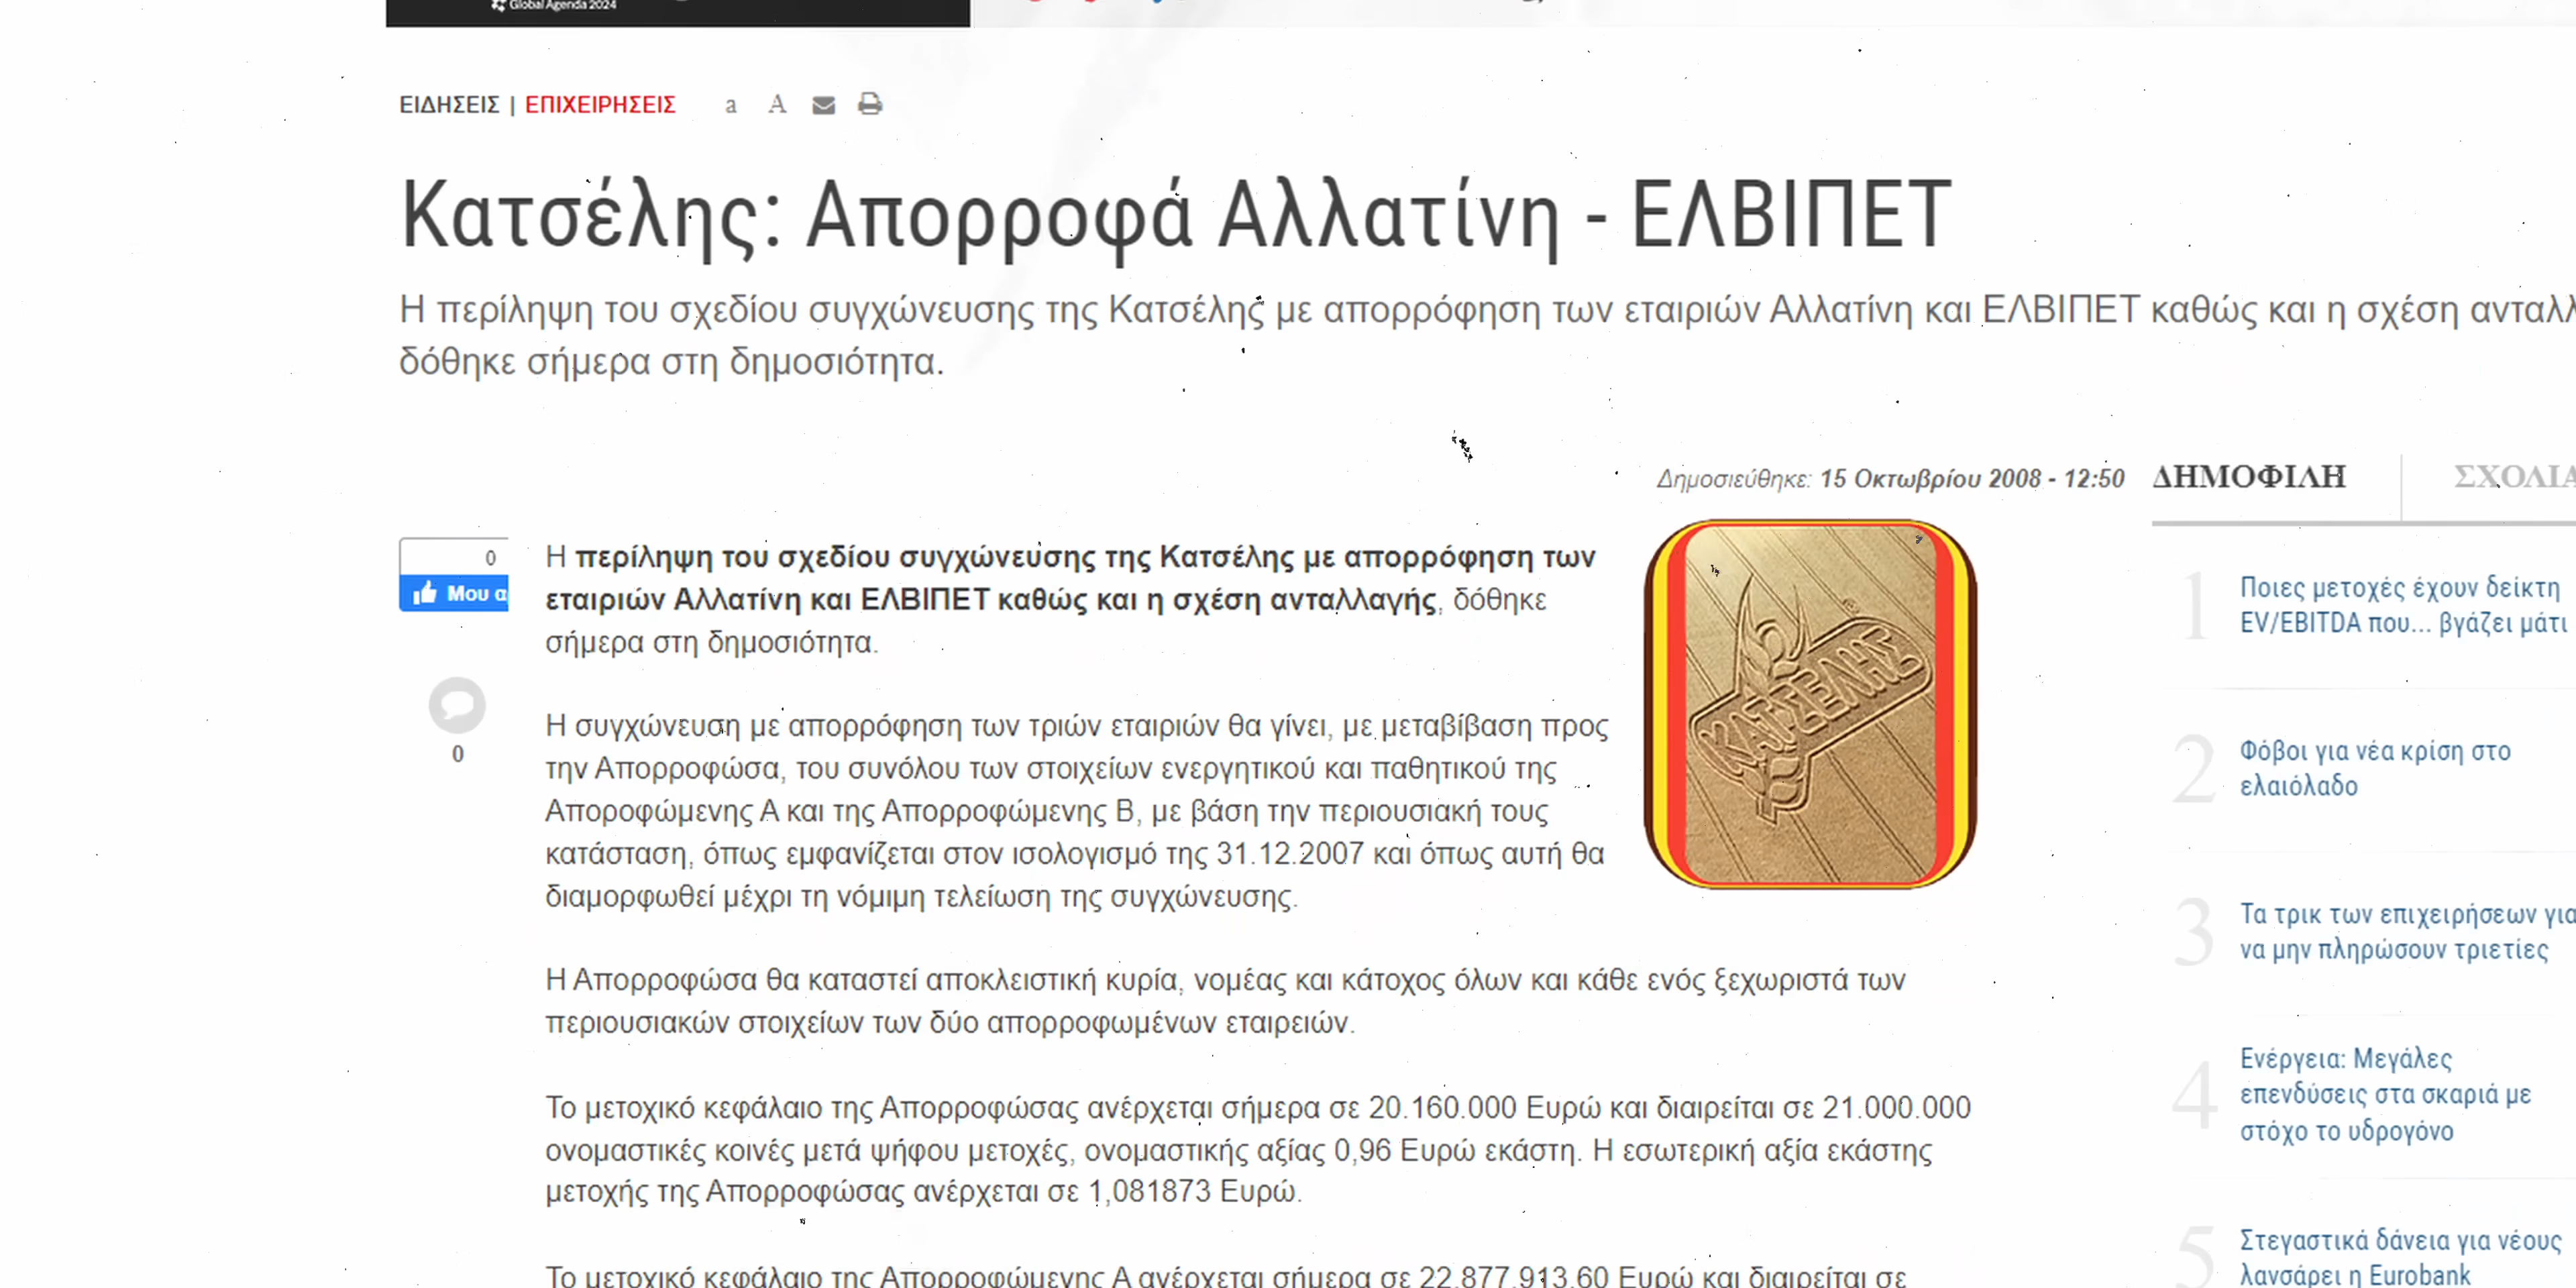 Global Agenda 2024
ΕΙΔΗΣΕΙΣ | ΕΠΙΧΕΙΡΗΣΕΙΣ a A
Κατσέλης: Απορροφά Αλλατίνη - ΕΛΒΙΠΕΤ
Η περίληψη του σχεδίου συγχώνευσης της Κατσέλης με απορρόφηση των εταιριών Αλλατίνη και ΕΛΒΙΠΕΤ καθώς και η σχέση
δόθηκε σήμερα στη δημοσιότητα.
Δημοσιεύθηκε: 15 Οκτωβρίου 2008 - 12:50
0
Μου
0
Η περίληψη του σχεδίου συγχώνευσης της Κατσέλης με απορρόφηση των
εταιριών Αλλατίνη και ΕΛΒΙΠΕΤ καθώς και η σχέση ανταλλαγής, δόθηκε
σήμερα στη δημοσιότητα.
ΚΑΤΣΕΛΗΣ
Η συγχώνευση με απορρόφηση των τριών εταιριών θα γίνει, με μεταβίβαση προς
την Απορροφώσα, του συνόλου των στοιχείων ενεργητικού και παθητικού της
Αποροφώμενης Α και της Απορροφώμενης Β, με βάση την περιουσιακή τους
κατάσταση, όπως εμφανίζεται στον ισολογισμό της 31.12.2007 και όπως αυτή θα
διαμορφωθεί μέχρι τη νόμιμη τελείωση της συγχώνευσης.
Η Απορροφώσα θα καταστεί αποκλειστική κυρία, νομέας και κάτοχος όλων και κάθε ενός ξεχωριστά των
περιουσιακών στοιχείων των δύο απορροφωμένων εταιρειών.
Το μετοχικό κεφάλαιο της Απορροφώσας ανέρχεται σήμερα σε 20.160.000 Ευρώ και διαιρείται σε 21.000.000
ονομαστικές κοινές μετά ψήφου μετοχές, ονομαστικής αξίας 0,96 Ευρώ εκάστη. Η εσωτερική αξία εκάστης
μετοχής της Απορροφώσας ανέρχεται σε 1,081873 Ευρώ.
Το μετοχικό κεφάλαιο της Απορροφώμενης Α ανέρχεται σήμερα σε 22.877.913,60 Ευρώ και διαιρείται σε
ΔΗΜΟΦΙΛΗ ΣΧΟΛΙΑ
1 Ποιες μετοχές έχουν δείκτη
EV/EBITDA που... βγάζει μάτι
2 Φόβοι για νέα κρίση στο
ελαιόλαδο
3 Τα τρικ των επιχειρήσεων για
να μην πληρώσουν τριετίες
4 Ενέργεια: Μεγάλες
επενδύσεις στα σκαριά με
στόχο το υδρογόνο
5 Στεγαστικά δάνεια για νέους
λανσάρει η Eurobank